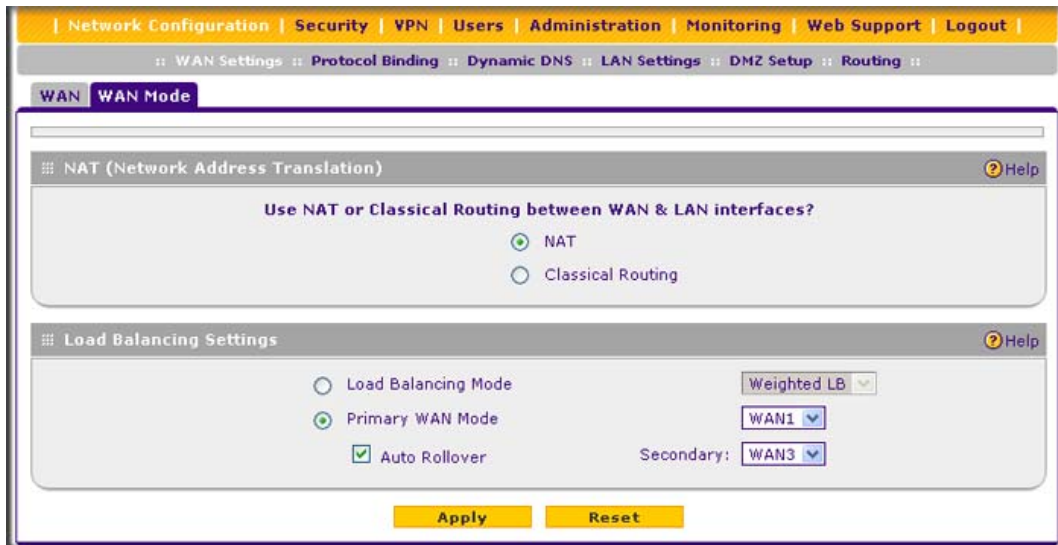 | Network Configuration | Security | VPN | Users | Administration | Monitoring | Web Support | Logout |
:: WAN Settings :: Protocol Binding :: Dynamic DNS :: LAN Settings :: DMZ Setup :: Routing ::
WAN WAN Mode
NAT (Network Address Translation) ? Help
Use NAT or Classical Routing between WAN & LAN interfaces?
NAT
Classical Routing
Load Balancing Settings ? Help
Load Balancing Mode Weighted LB
Primary WAN Mode WAN1
Auto Rollover Secondary: WAN3
Apply Reset